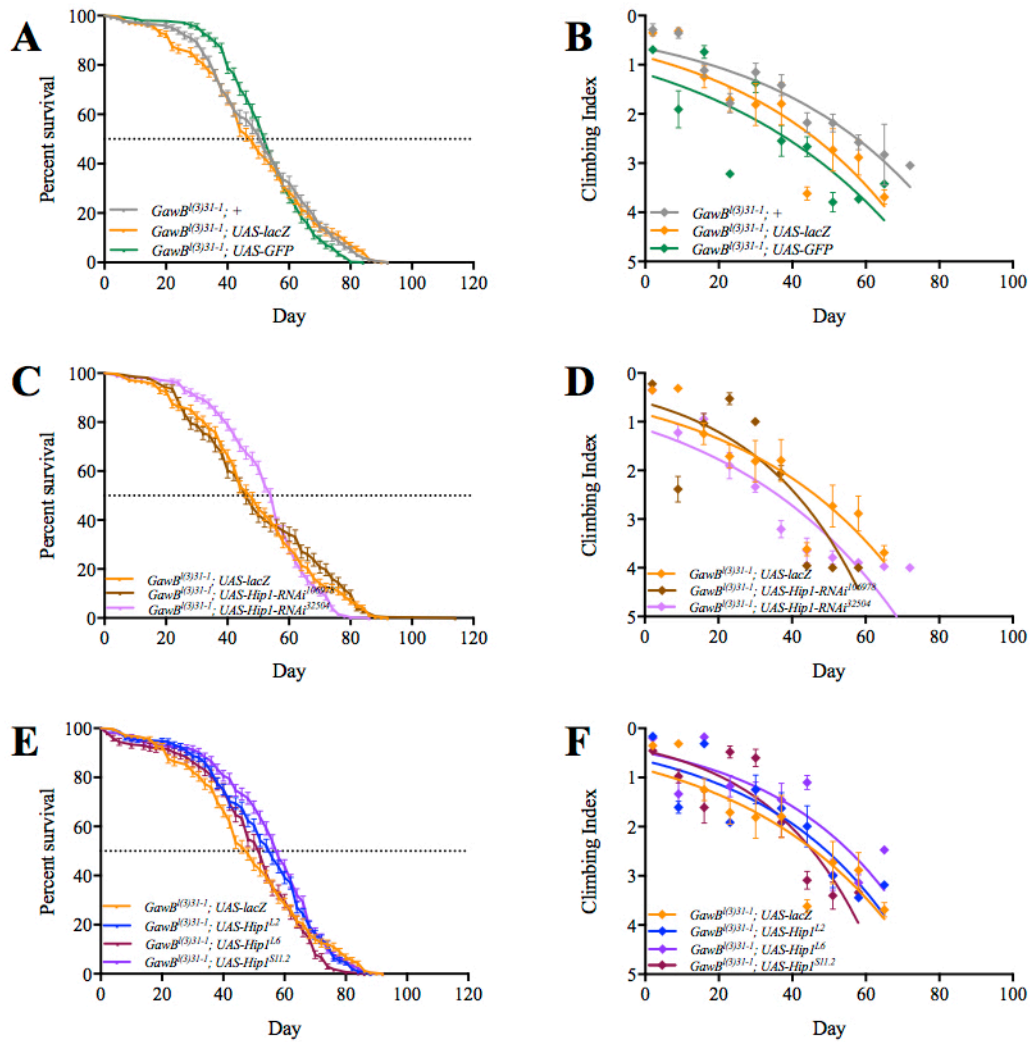 A
Percent survival
100
80
60
40
20
0
GawB^l(3)31-1; +
GawB^l(3)31-1; UAS-lacZ
GawB^l(3)31-1; UAS-GFP
0 20 40 60 80 100 120
Day
B
Climbing Index
0
1
2
3
4
5
GawB^l(3)31-1; +
GawB^l(3)31-1; UAS-lacZ
GawB^l(3)31-1; UAS-GFP
0 20 40 60 80 100
Day
C
Percent survival
100
80
60
40
20
0
GawB^l(3)31-1; UAS-lacZ
GawB^l(3)31-1; UAS-Hip1-RNAi^106978
GawB^l(3)31-1; UAS-Hip1-RNAi^32504
0 20 40 60 80 100 120
Day
D
Climbing Index
0
1
2
3
4
5
GawB^l(3)31-1; UAS-lacZ
GawB^l(3)31-1; UAS-Hip1-RNAi^106978
GawB^l(3)31-1; UAS-Hip1-RNAi^32504
0 20 40 60 80 100
Day
E
Percent survival
100
80
60
40
20
0
GawB^l(3)31-1; UAS-lacZ
GawB^l(3)31-1; UAS-Hip1^L2
GawB^l(3)31-1; UAS-Hip1^L6
GawB^l(3)31-1; UAS-Hip1^S11.2
0 20 40 60 80 100 120
Day
F
Climbing Index
0
1
2
3
4
5
GawB^l(3)31-1; UAS-lacZ
GawB^l(3)31-1; UAS-Hip1^L2
GawB^l(3)31-1; UAS-Hip1^L6
GawB^l(3)31-1; UAS-Hip1^S11.2
0 20 40 60 80 100
Day